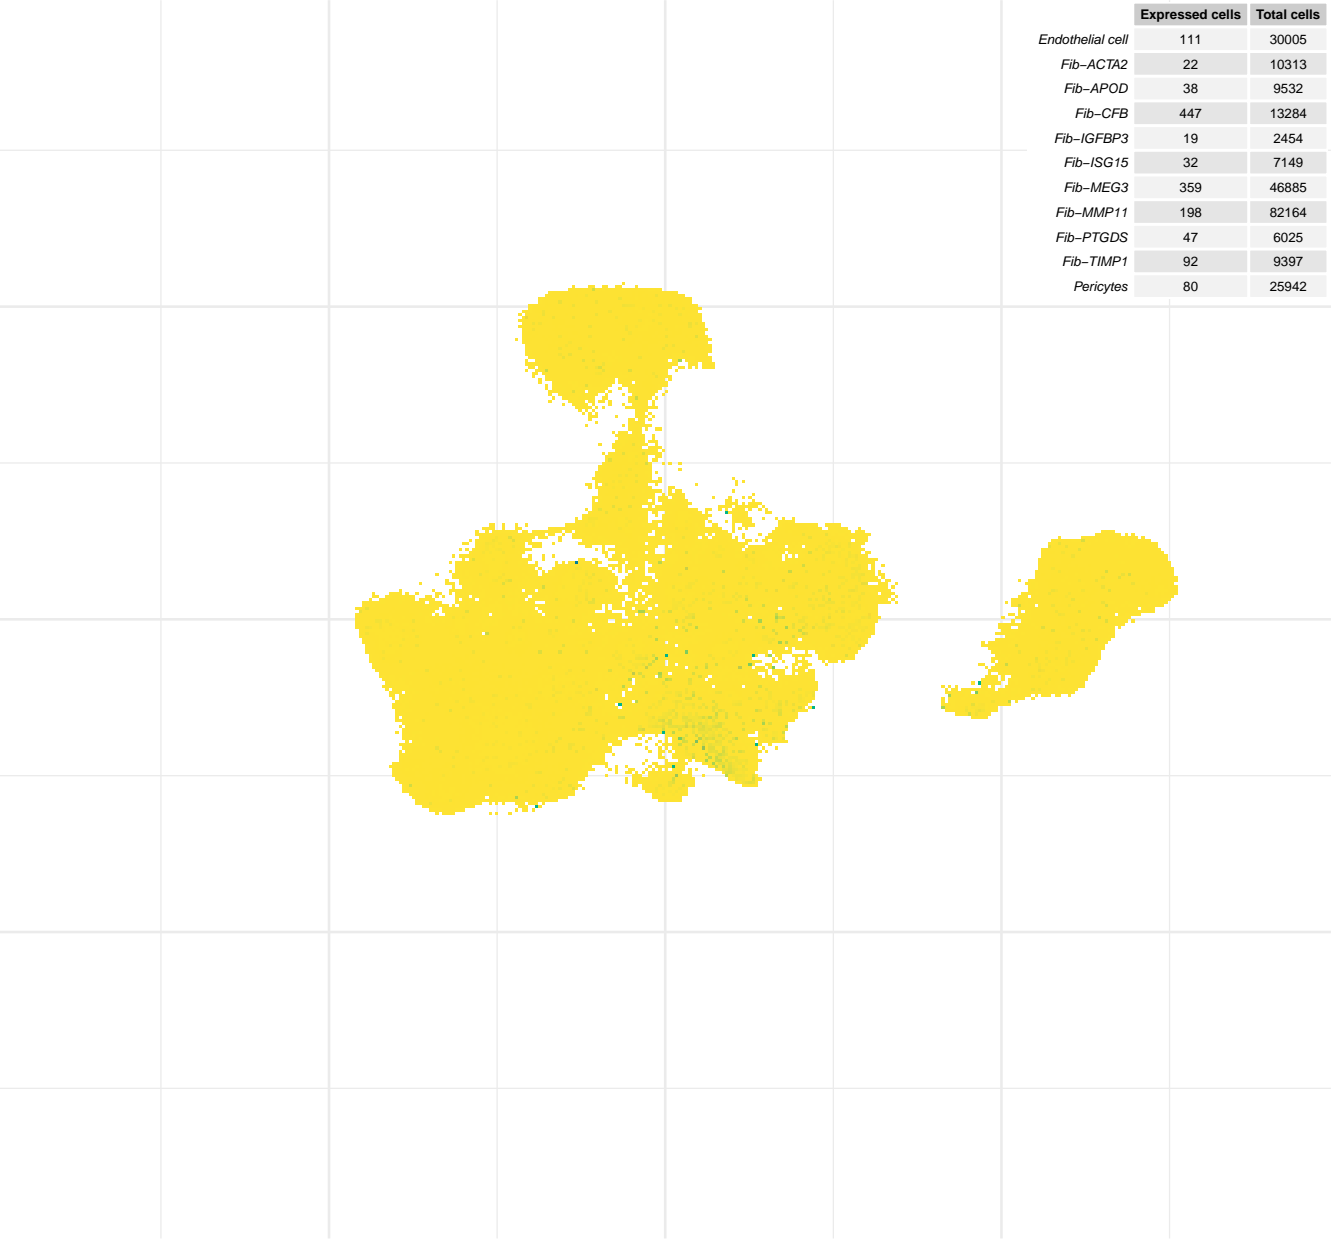 Expressed cells Total cells
Endothelial cell 111 30005
Fib−ACTA2 22 10313
Fib−APOD 38 9532
Fib−CFB 447 13284
Fib−IGFBP3 19 2454
Fib−ISG15 32 7149
Fib−MEG3 359 46885
Fib−MMP11 198 82164
Fib−PTGDS 47 6025
Fib−TIMP1 92 9397
Pericytes 80 25942